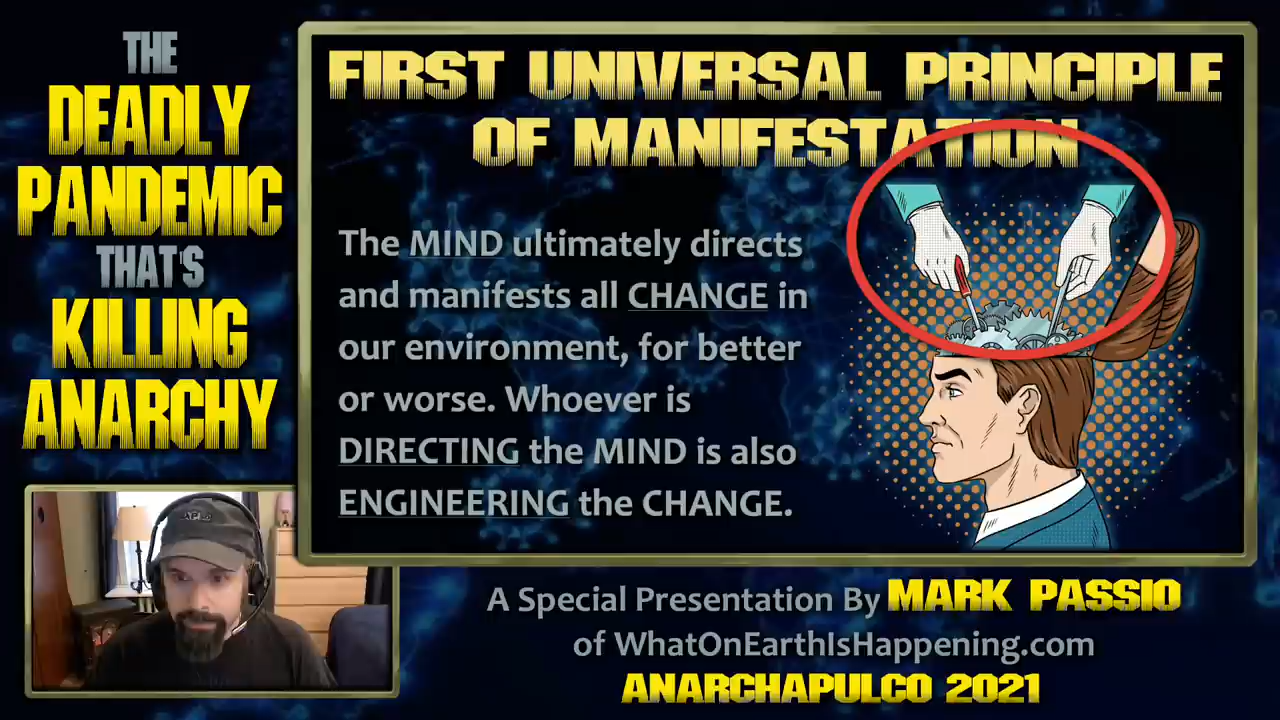 THE
DEADLY
PANDEMIC
THAT'S
KILLING
ANARCHY
FIRST UNIVERSAL PRINCIPLE
OF MANIFESTATION
The MIND ultimately directs
and manifests all CHANGE in
our environment, for better
or worse. Whoever is
DIRECTING the MIND is also
ENGINEERING the CHANGE.
A Special Presentation By MARK PASSIO
of WhatOnEarthIsHappening.com
ANARCHAPULCO 2021